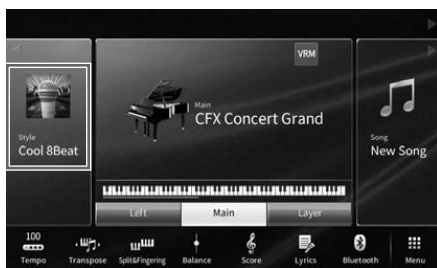 VRM
Main
CFX Concert Grand
Style
Cool 8Beat
Song
New Song
Left
Main
Layer
100
Tempo
Transpose
Split&Fingering
Balance
Score
Lyrics
Bluetooth
Menu